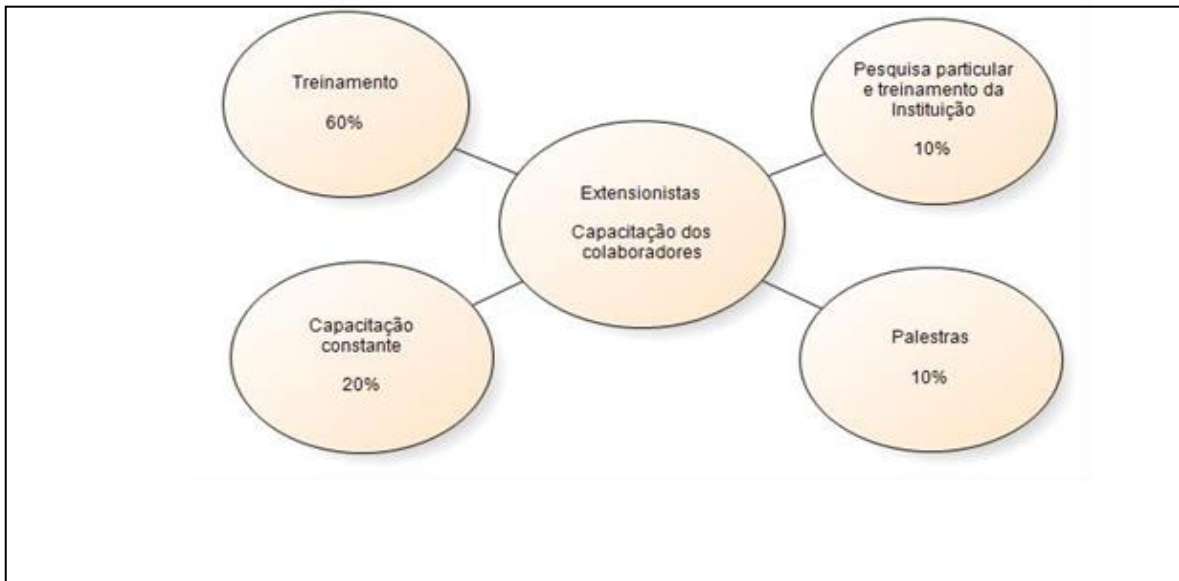 Treinamento
60%
Pesquisa particular
e treinamento da
Instituição
10%
Extensionistas
Capacitação dos
colaboradores
Capacitação
constante
20%
Palestras
10%